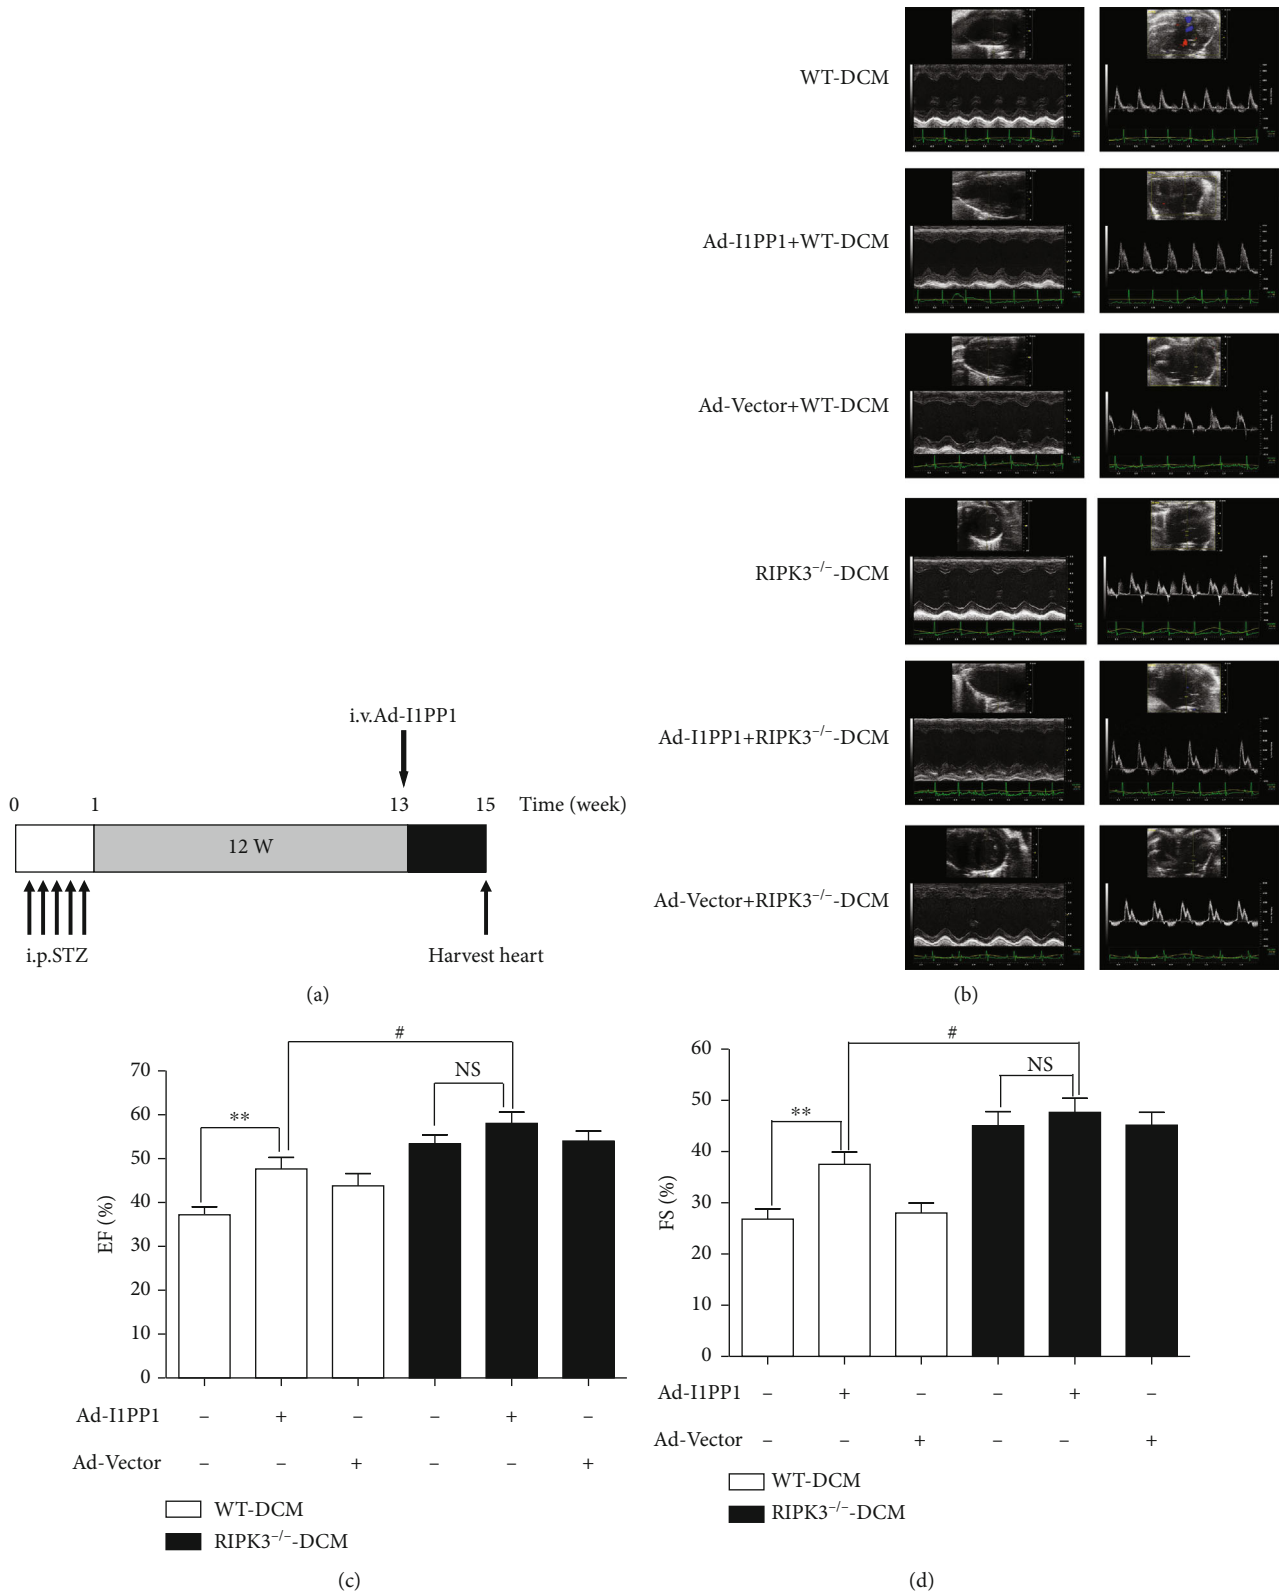 WT-DCM
Ad-I1PP1+WT-DCM
Ad-Vector+WT-DCM
RIPK3−/−-DCM
Ad-I1PP1+RIPK3−/−-DCM
Ad-Vector+RIPK3−/−-DCM
i.v.Ad-I1PP1
0 1 13 15 Time (week)
12 W
i.p.STZ Harvest heart
(a)
(b)
#
NS
**
EF (%)
70
60
50
40
30
20
10
0
Ad-I1PP1 – + – – + –
Ad-Vector – – + – – +
WT-DCM
RIPK3−/−-DCM
(c)
#
NS
**
FS (%)
60
50
40
30
20
10
0
Ad-I1PP1 – + – – + –
Ad-Vector – – + – – +
WT-DCM
RIPK3−/−-DCM
(d)